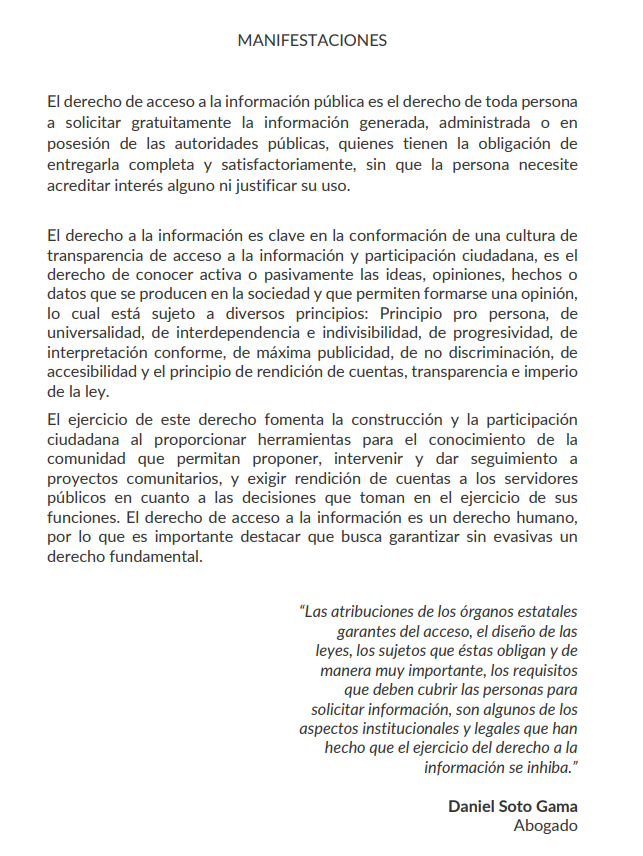 MANIFESTACIONES
El derecho de acceso a la información pública es el derecho de toda persona
a solicitar gratuitamente la información generada, administrada o en
posesión de las autoridades públicas, quienes tienen la obligación de
entregarla completa y satisfactoriamente, sin que la persona necesite
acreditar interés alguno ni justificar su uso.
El derecho a la información es clave en la conformación de una cultura de
transparencia de acceso a la información y participación ciudadana, es el
derecho de conocer activa o pasivamente las ideas, opiniones, hechos o
datos que se producen en la sociedad y que permiten formarse una opinión,
lo cual está sujeto a diversos principios: Principio pro persona, de
universalidad, de interdependencia e indivisibilidad, de progresividad, de
interpretación conforme, de máxima publicidad, de no discriminación, de
accesibilidad y el principio de rendición de cuentas, transparencia e imperio
de la ley.
El ejercicio de este derecho fomenta la construcción y la participación
ciudadana al proporcionar herramientas para el conocimiento de la
comunidad que permitan proponer, intervenir y dar seguimiento a
proyectos comunitarios, y exigir rendición de cuentas a los servidores
públicos en cuanto a las decisiones que toman en el ejercicio de sus
funciones. El derecho de acceso a la información es un derecho humano,
por lo que es importante destacar que busca garantizar sin evasivas un
derecho fundamental.
“Las atribuciones de los órganos estatales
garantes del acceso, el diseño de las
leyes, los sujetos que éstas obligan y de
manera muy importante, los requisitos
que deben cubrir las personas para
solicitar información, son algunos de los
aspectos institucionales y legales que han
hecho que el ejercicio del derecho a la
información se inhiba.”
Daniel Soto Gama
Abogado